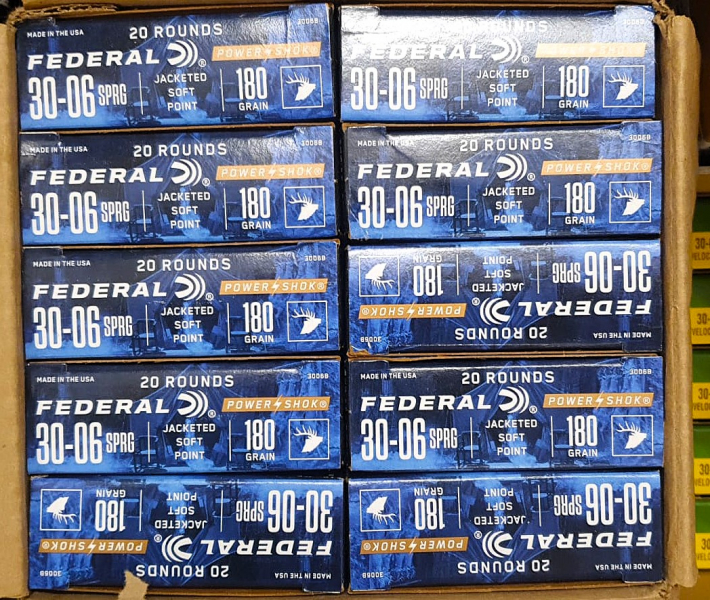 MADE IN THE USA 20 ROUNDS 3006B
FEDERAL® POWER SHOK®
30-06 SPRG
JACKETED
SOFT
POINT
180
GRAIN
20 ROUNDS 3006B
FEDERAL®
30-06 SPRG
JACKETED
SOFT
POINT
180
GRAIN
MADE IN THE USA 20 ROUNDS
FEDERAL® POWER SHOK®
30-06 SPRG
JACKETED
SOFT
POINT
180
GRAIN
MADE IN THE USA 20 ROUNDS 3006B
FEDERAL® POWER SHOK®
30-06 SPRG
JACKETED
SOFT
POINT
180
GRAIN
MADE IN THE USA 20 ROUNDS 3006B
FEDERAL® POWER SHOK®
30-06 SPRG
JACKETED
SOFT
POINT
180
GRAIN
MADE IN THE USA 20 ROUNDS 3006B
FEDERAL® POWER SHOK®
30-06 SPRG
JACKETED
SOFT
POINT
180
GRAIN
MADE IN THE USA 20 ROUNDS 3006B
FEDERAL® POWER SHOK®
30-06 SPRG
JACKETED
SOFT
POINT
180
GRAIN
MADE IN THE USA 20 ROUNDS 3006B
FEDERAL® POWER SHOK®
30-06 SPRG
JACKETED
SOFT
POINT
180
GRAIN
MADE IN THE USA 20 ROUNDS 3006B
FEDERAL® POWER SHOK®
30-06 SPRG
JACKETED
SOFT
POINT
180
GRAIN
MADE IN THE USA 20 ROUNDS 3006B
FEDERAL® POWER SHOK®
30-06 SPRG
JACKETED
SOFT
POINT
180
GRAIN